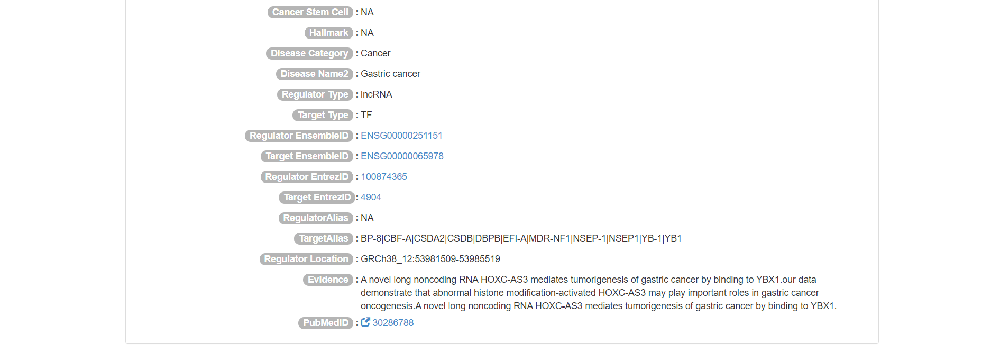 Cancer Stem Cell : NA
Hallmark : NA
Disease Category : Cancer
Disease Name2 : Gastric cancer
Regulator Type : lncRNA
Target Type : TF
Regulator EnsembleID : ENSG00000251151
Target EnsembleID : ENSG00000065978
Regulator EntrezID : 100874365
Target EntrezID : 4904
RegulatorAlias : NA
TargetAlias : BP-8|CBF-A|CSDA2|CSDB|DBPB|EFI-A|MDR-NF1|NSEP-1|NSEP1|YB-1|YB1
Regulator Location : GRCh38_12:53981509-53985519
Evidence : A novel long noncoding RNA HOXC-AS3 mediates tumorigenesis of gastric cancer by binding to YBX1.our data
demonstrate that abnormal histone modification-activated HOXC-AS3 may play important roles in gastric cancer
oncogenesis.A novel long noncoding RNA HOXC-AS3 mediates tumorigenesis of gastric cancer by binding to YBX1.
PubMedID : 30286788